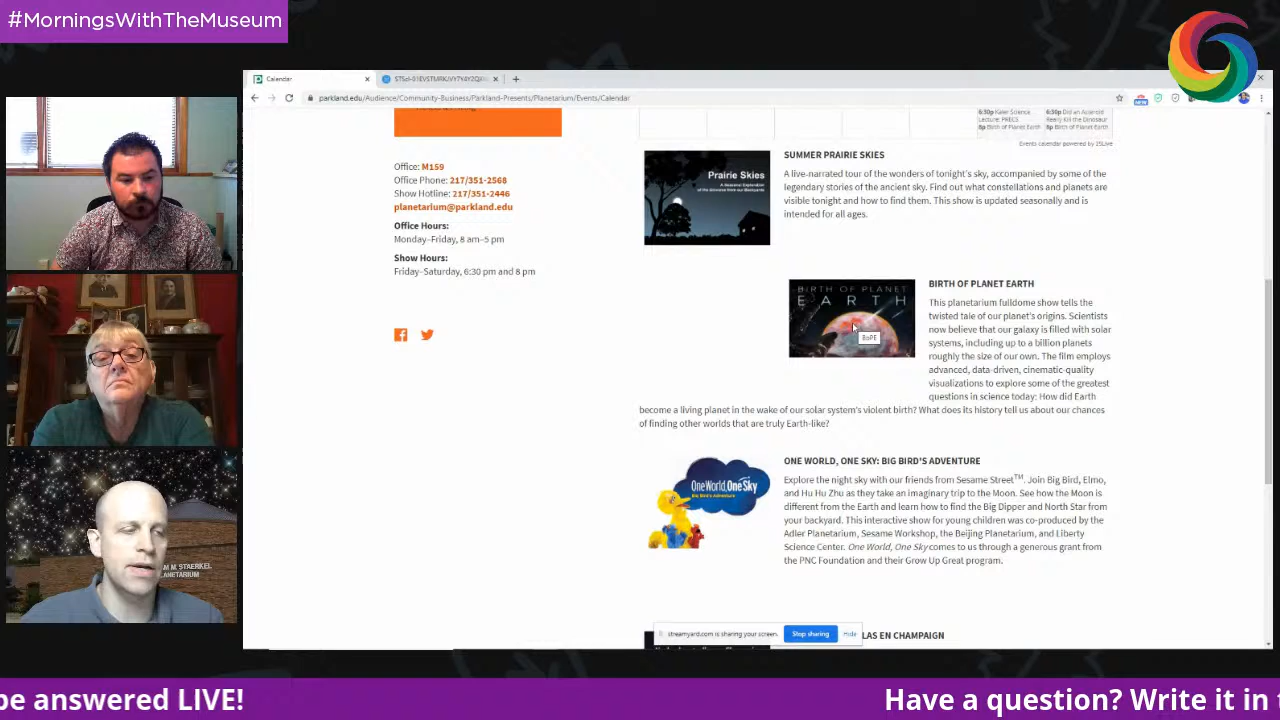 #MorningsWithTheMuseum
Calendar
parkland.edu/Audience/Community-Business/Parkland-Presents/Planetarium/Events/Calendar
6:30p Kaler Science
Lecture: PRECS
8p Birth of Planet Earth
6:30p Did an Asteroid
Really Kill the Dinosaur
8p Birth of Planet Earth
Office: M159
Office Phone: 217/351-2568
Show Hotline: 217/351-2446
planetarium@parkland.edu
Office Hours:
Monday–Friday, 8 am–5 pm
Show Hours:
Friday–Saturday, 6:30 pm and 8 pm
Prairie Skies
SUMMER PRAIRIE SKIES
A live-narrated tour of the wonders of tonight's sky, accompanied by some of the
legendary stories of the ancient sky. Find out what constellations and planets are
visible tonight and how to find them. This show is updated seasonally and is
intended for all ages.
BIRTH OF PLANET
EARTH
BoPE
BIRTH OF PLANET EARTH
This planetarium fulldome show tells the
twisted tale of our planet's origins. Scientists
now believe that our galaxy is filled with solar
systems, including up to a billion planets
roughly the size of our own. The film employs
advanced, data-driven, cinematic-quality
visualizations to explore some of the greatest
questions in science today: How did Earth
become a living planet in the wake of our solar system's violent birth? What does its history tell us about our chances
of finding other worlds that are truly Earth-like?
One World, One Sky
Big Bird's Adventure
ONE WORLD, ONE SKY: BIG BIRD'S ADVENTURE
Explore the night sky with our friends from Sesame Street™. Join Big Bird, Elmo,
and Hu Hu Zhu as they take an imaginary trip to the Moon. See how the Moon is
different from the Earth and learn how to find the Big Dipper and North Star from
your backyard. This interactive show for young children was co-produced by the
Adler Planetarium, Sesame Workshop, the Beijing Planetarium, and Liberty
Science Center. One World, One Sky comes to us through a generous grant from
the PNC Foundation and their Grow Up Great program.
streamyard.com is sharing your screen.
Stop sharing
Hide
LAS EN CHAMPAIGN
AM M. STAERKEL
PLANETARIUM
be answered LIVE!
Have a question? Write it in